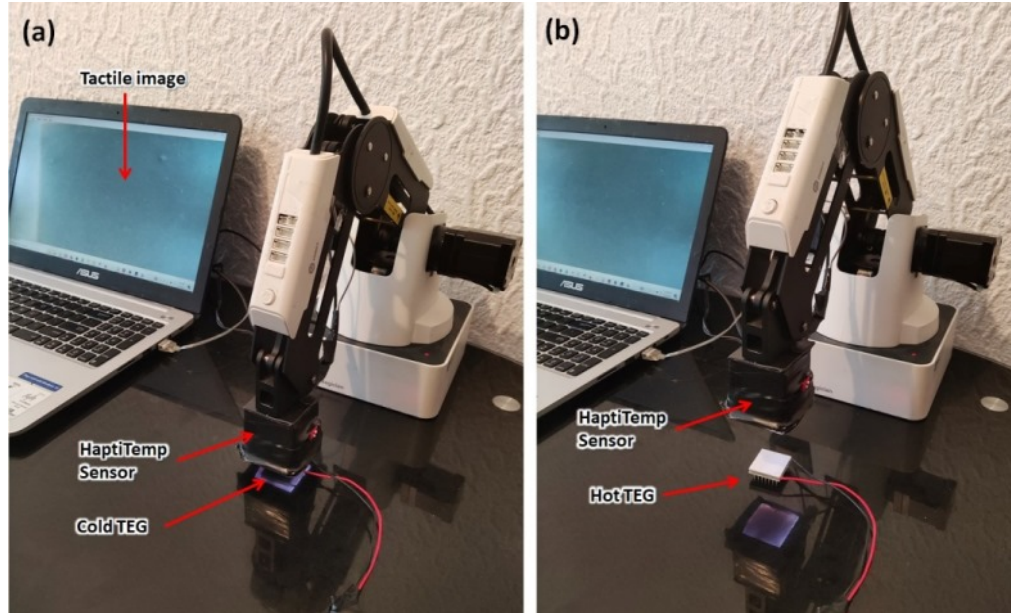 (a)
Tactile image
ASUS
HaptiTemp
Sensor
Cold TEG
(b)
ASUS
HaptiTemp
Sensor
Hot TEG